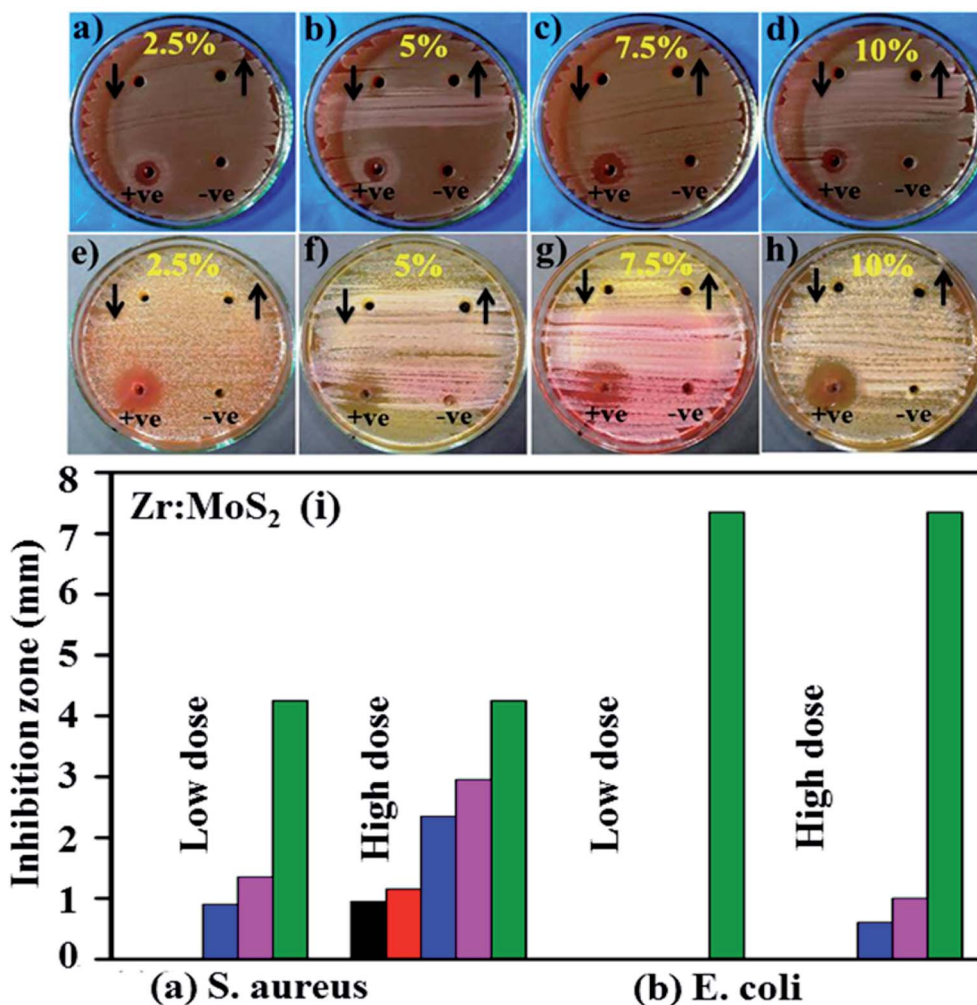 a) 2.5% b) 5% c) 7.5% d) 10%
+ve -ve +ve -ve +ve -ve +ve -ve
e) 2.5% f) 5% g) 7.5% h) 10%
+ve -ve +ve -ve +ve -ve +ve -ve
Zr:MoS₂ (i)
Inhibition zone (mm)
8
7
6
5
4
3
2
1
0
Low dose
High dose
Low dose
High dose
(a) S. aureus (b) E. coli